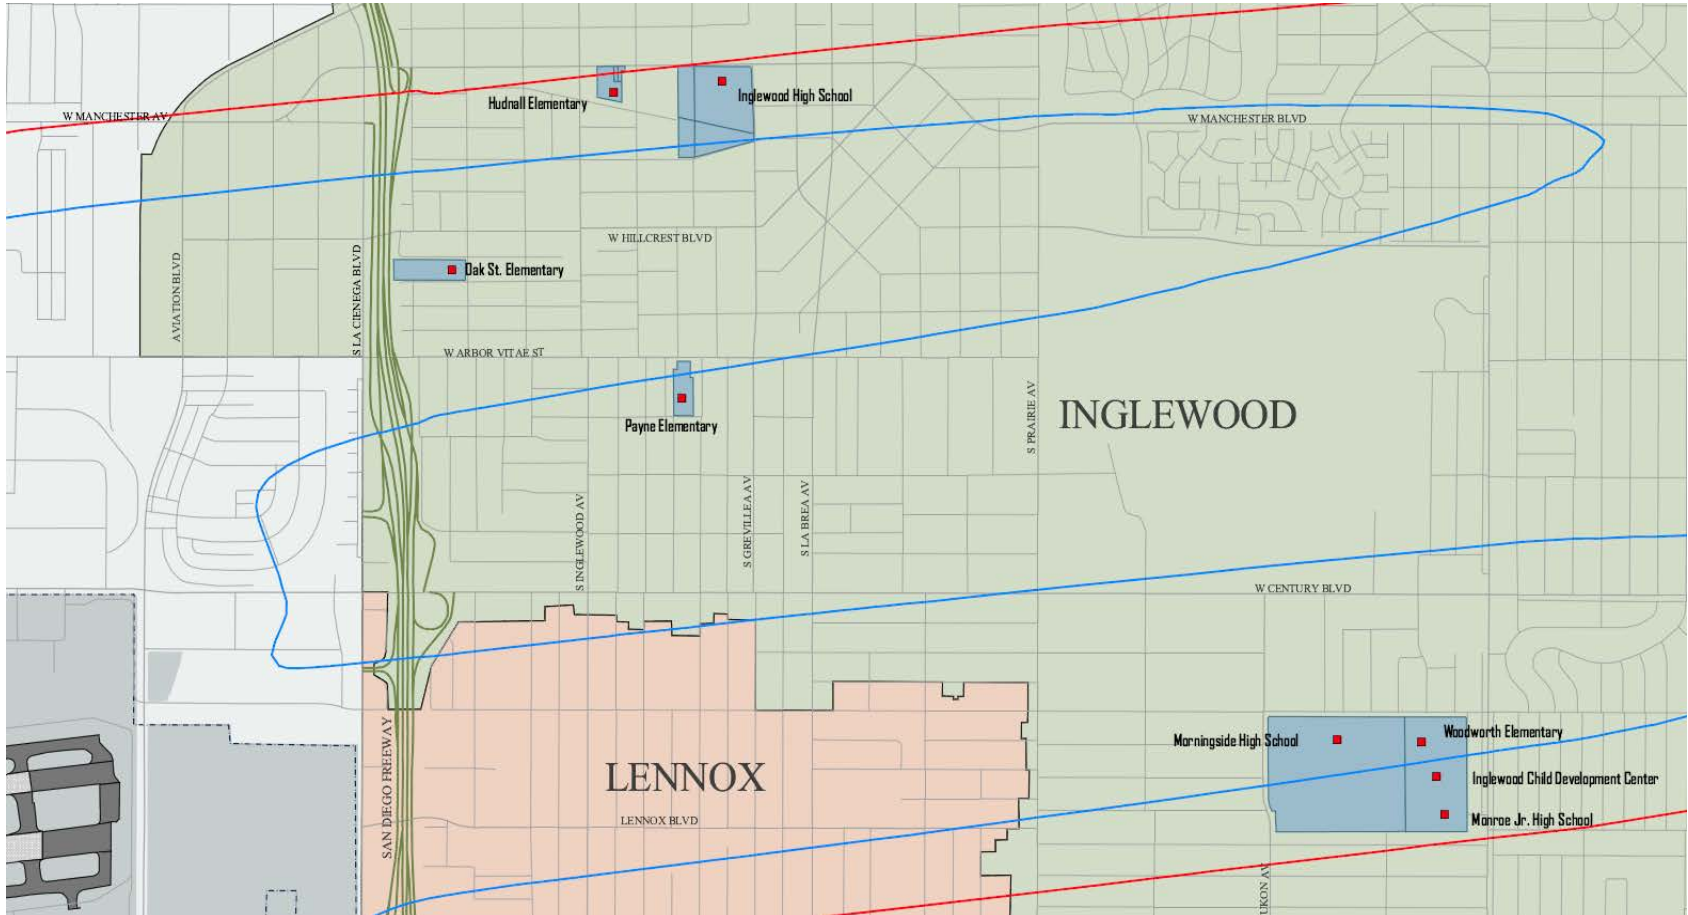 W MANCHESTER AV
Hudnall Elementary
Inglewood High School
W MANCHESTER BLVD
AVIATION BLVD
S LA CIENEGA BLVD
W HILLCREST BLVD
Oak St. Elementary
W ARBOR VITAE ST
Payne Elementary
S PRAIRIE AV
INGLEWOOD
S INGLEWOOD AV
S GREVILLEA AV
S LA BREA AV
W CENTURY BLVD
SAN DIEGO FREEWAY
LENNOX
LENNOX BLVD
Morningside High School
Woodworth Elementary
Inglewood Child Development Center
Monroe Jr. High School
UKON AV